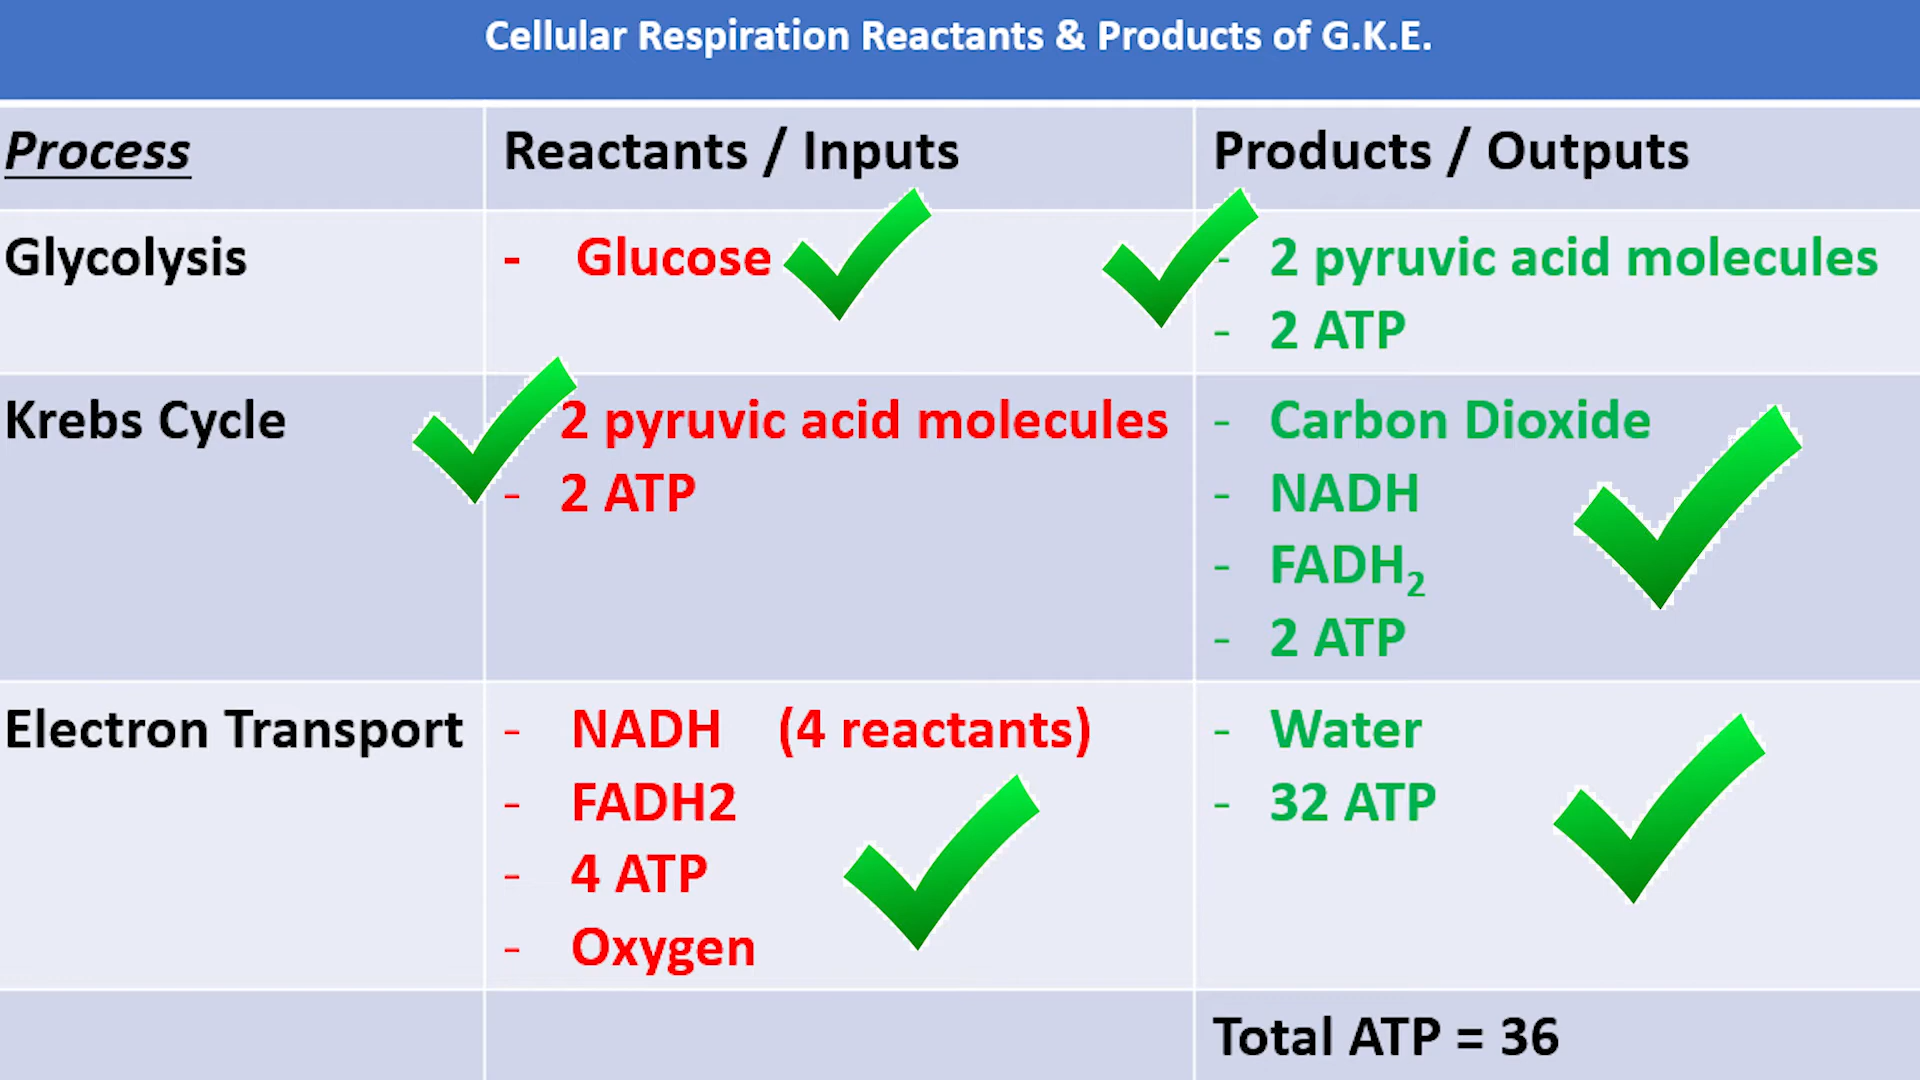 Cellular Respiration Reactants & Products of G.K.E.
Process
Reactants / Inputs
Products / Outputs
Glycolysis
- Glucose
- 2 pyruvic acid molecules
- 2 ATP
Krebs Cycle
2 pyruvic acid molecules
- 2 ATP
- Carbon Dioxide
- NADH
- FADH₂
- 2 ATP
Electron Transport
- NADH (4 reactants)
- FADH2
- 4 ATP
- Oxygen
- Water
- 32 ATP
Total ATP = 36